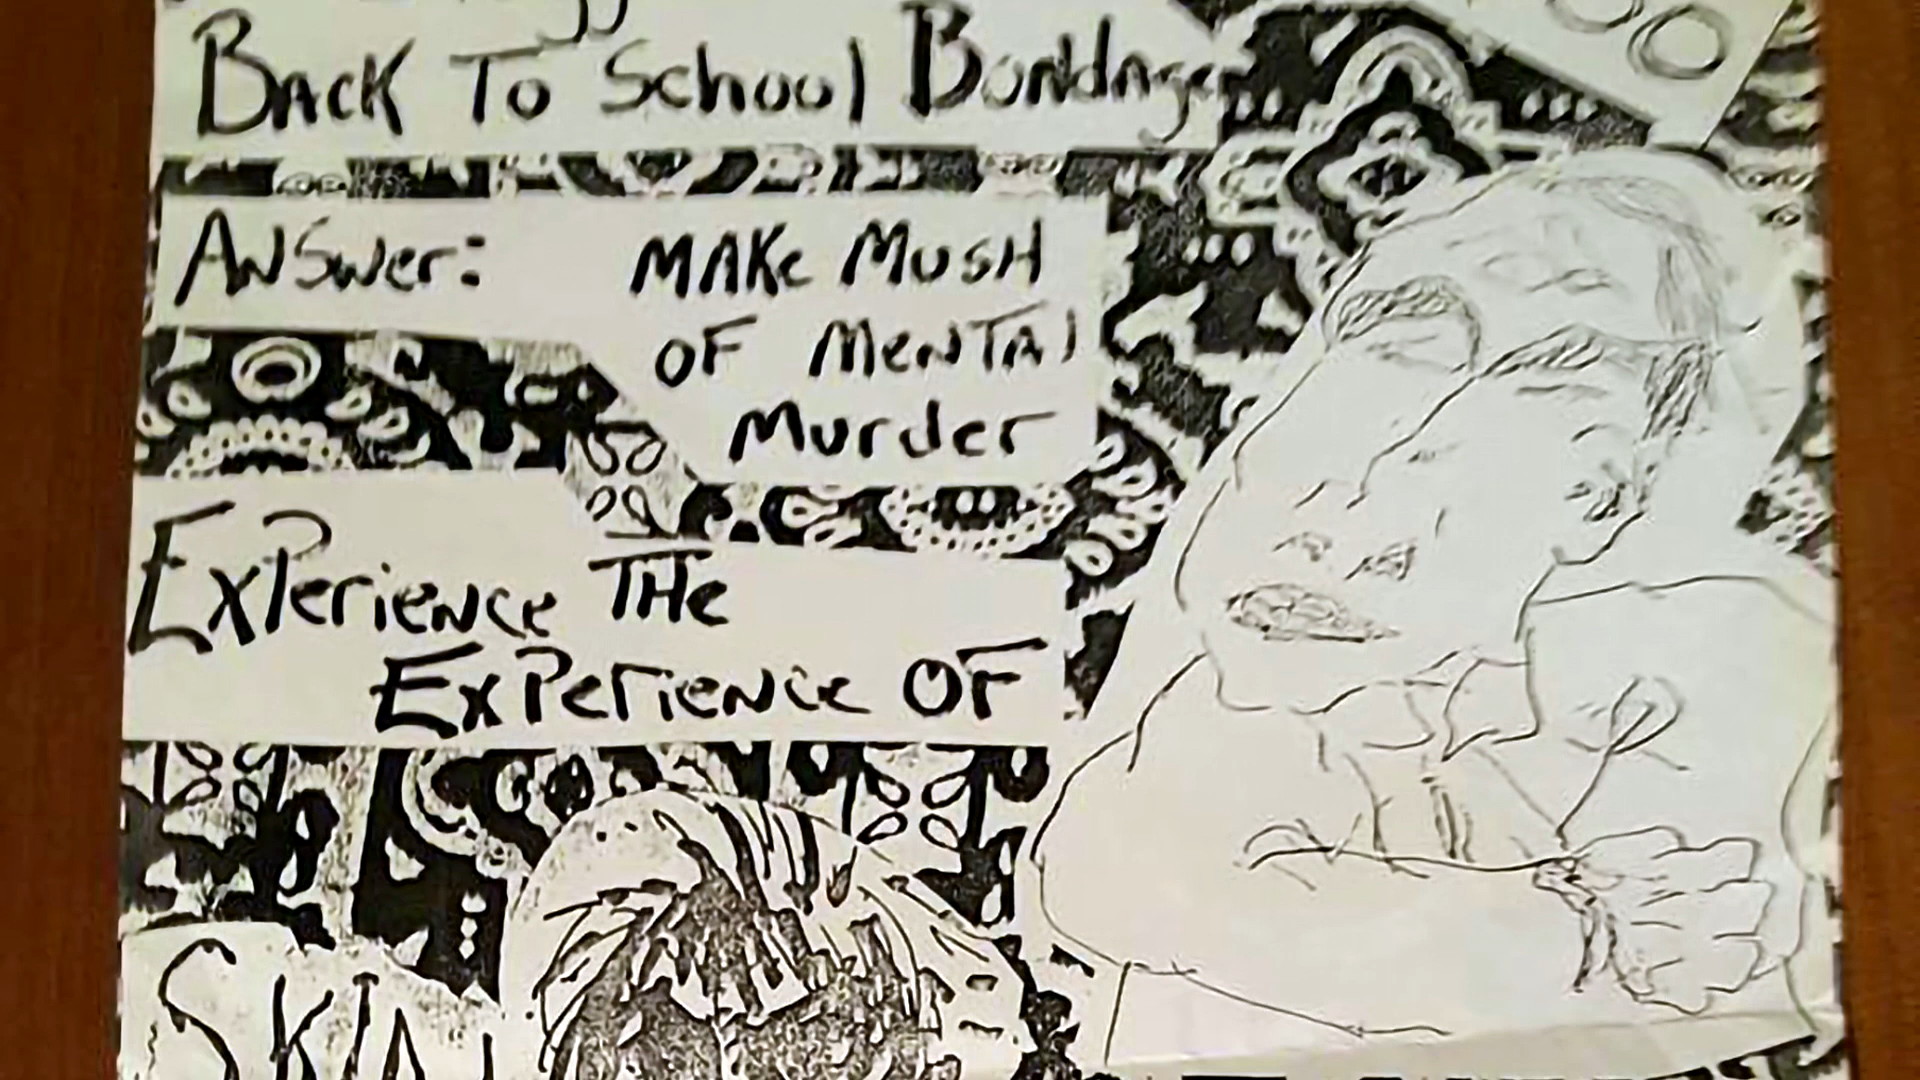 BACK TO SCHOOL BONDAGE
ANSWER: MAKE MUSH
OF MENTAL
MURDER
EXPERIENCE THE
EXPERIENCE OF